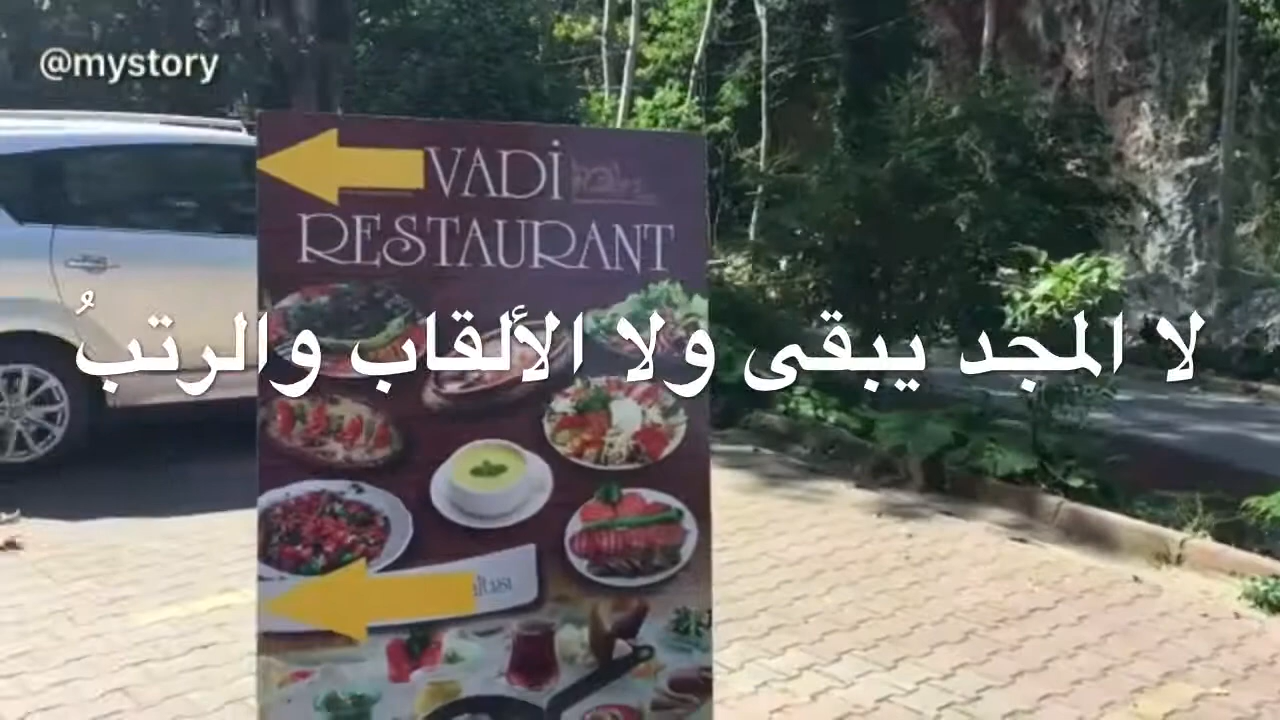 @mystory
VADİ
RESTAURANT
لا المجد يبقى ولا الألقاب والرتبُ